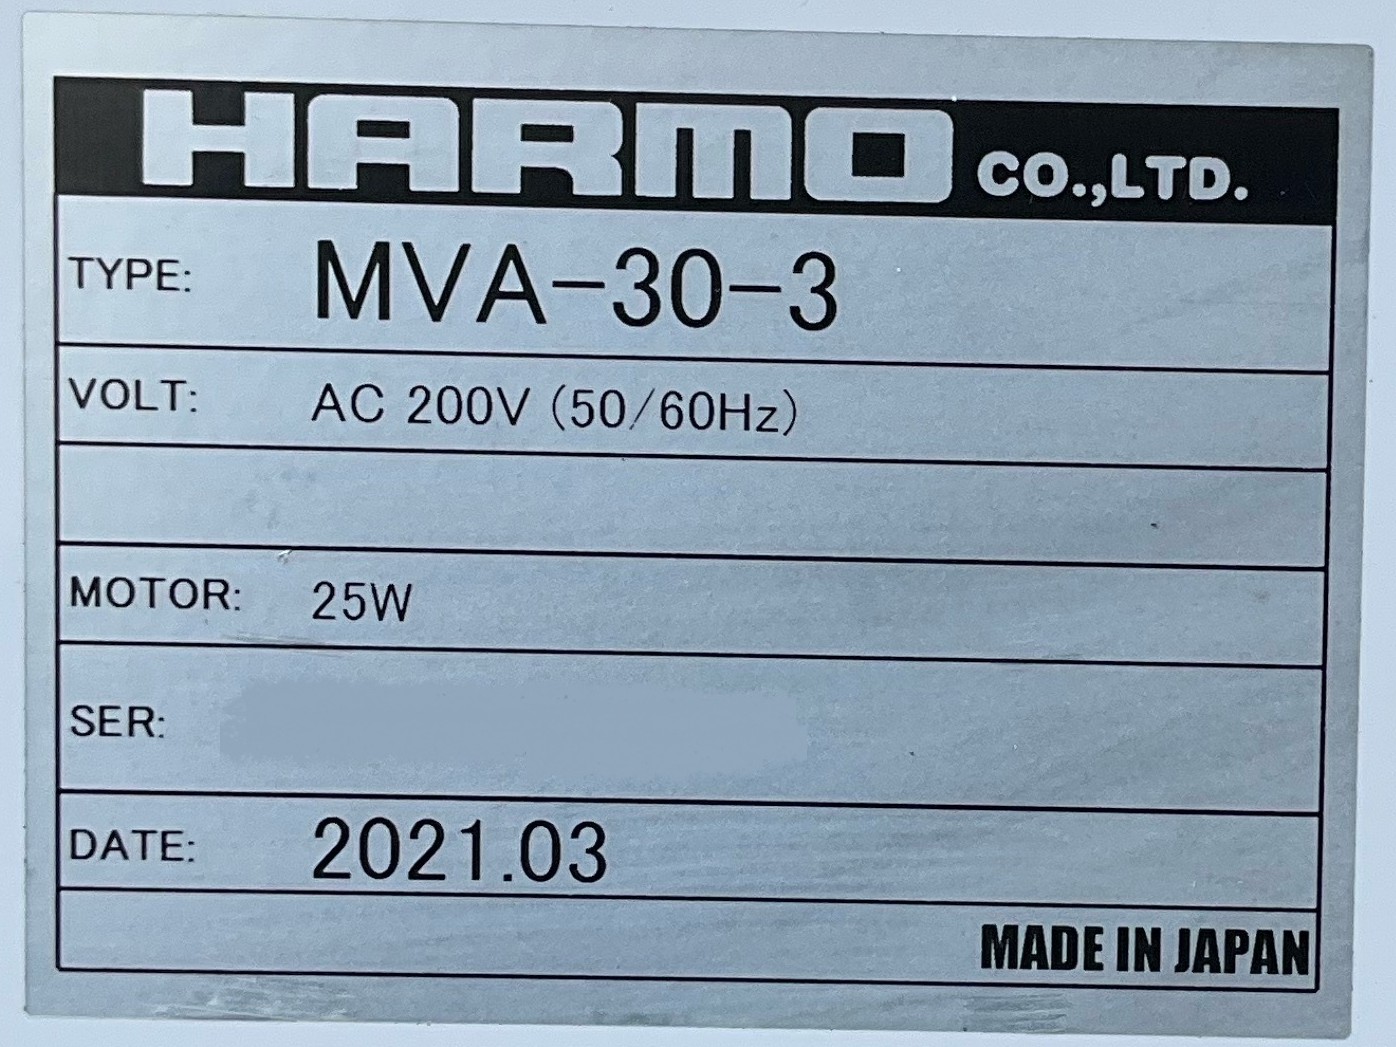 HARMO CO.,LTD.
TYPE: MVA-30-3
VOLT: AC 200V (50/60Hz)
MOTOR: 25W
SER:
DATE: 2021.03
MADE IN JAPAN